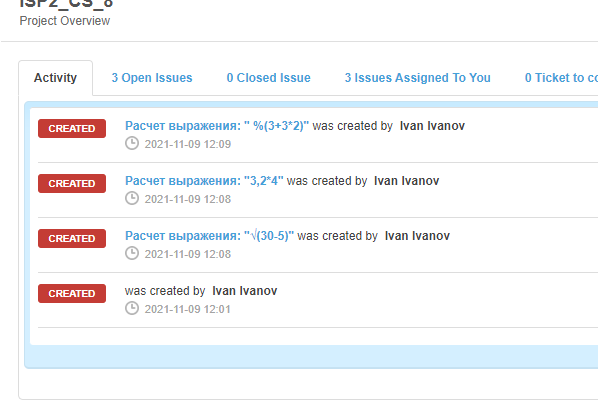 ISP2_CS_8
Project Overview
Activity
3 Open Issues
0 Closed Issue
3 Issues Assigned To You
0 Ticket to co
CREATED
Расчет выражения: " %(3+3*2)" was created by Ivan Ivanov
2021-11-09 12:09
CREATED
Расчет выражения: "3,2*4" was created by Ivan Ivanov
2021-11-09 12:08
CREATED
Расчет выражения: "√(30-5)" was created by Ivan Ivanov
2021-11-09 12:08
CREATED
was created by Ivan Ivanov
2021-11-09 12:01